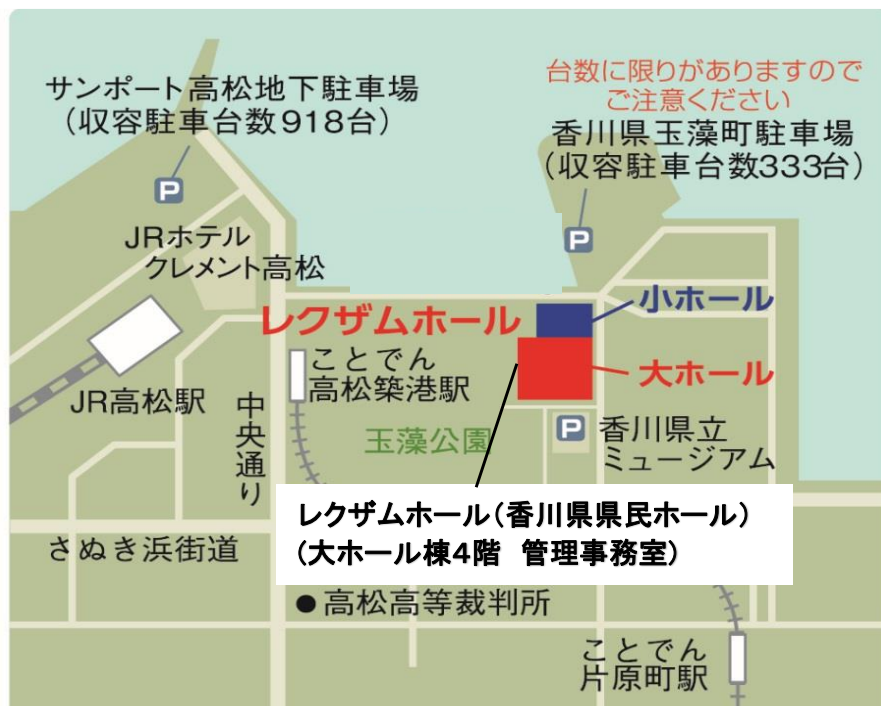 サンポート高松地下駐車場
（収容駐車台数918台）
P
台数に限りがありますので
ご注意ください
香川県玉藻町駐車場
（収容駐車台数333台）
P
JRホテル
クレメント高松
レクザムホール
小ホール
大ホール
ことでん
高松築港駅
JR高松駅
中央通り
玉藻公園
P
香川県立
ミュージアム
レクザムホール（香川県県民ホール）
（大ホール棟4階　管理事務室）
さぬき浜街道
●高松高等裁判所
ことでん
片原町駅